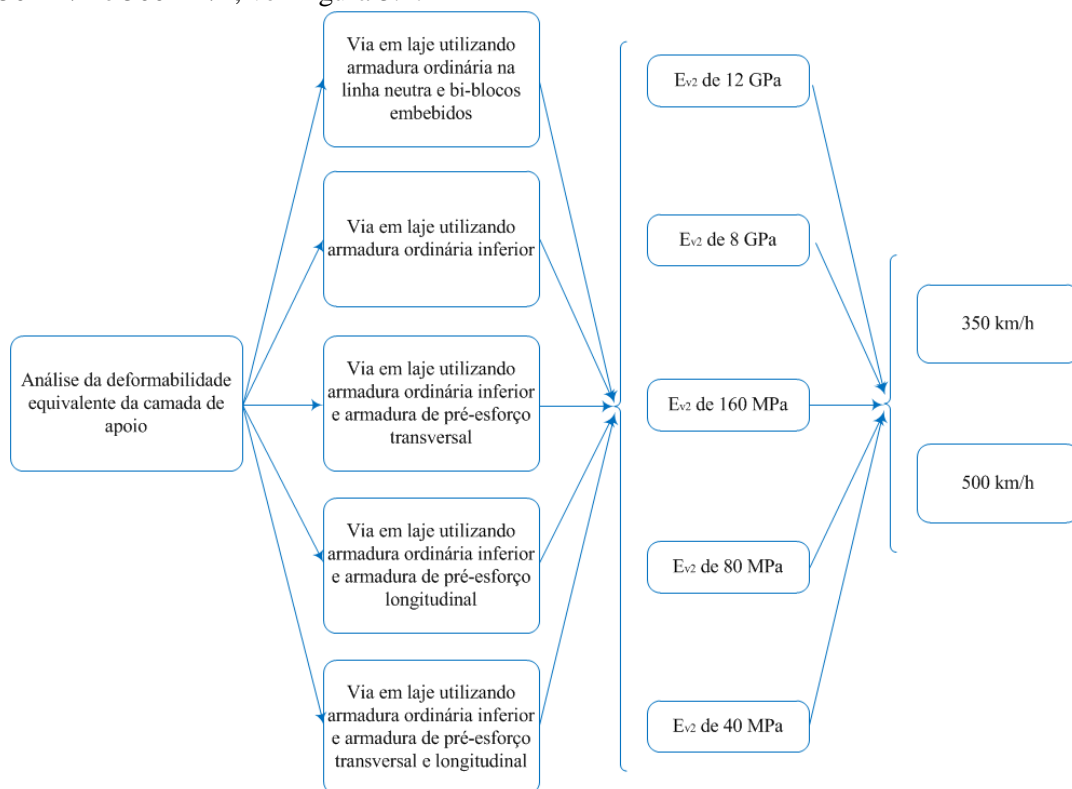 Via em laje utilizando
armadura ordinária na
linha neutra e bi-blocos
embebidos
Via em laje utilizando
armadura ordinária inferior
Análise da deformabilidade
equivalente da camada de
apoio
Via em laje utilizando
armadura ordinária inferior
e armadura de pré-esforço
transversal
Via em laje utilizando
armadura ordinária inferior
e armadura de pré-esforço
longitudinal
Via em laje utilizando
armadura ordinária inferior
e armadura de pré-esforço
transversal e longitudinal
Ev2 de 12 GPa
Ev2 de 8 GPa
Ev2 de 160 MPa
Ev2 de 80 MPa
Ev2 de 40 MPa
350 km/h
500 km/h